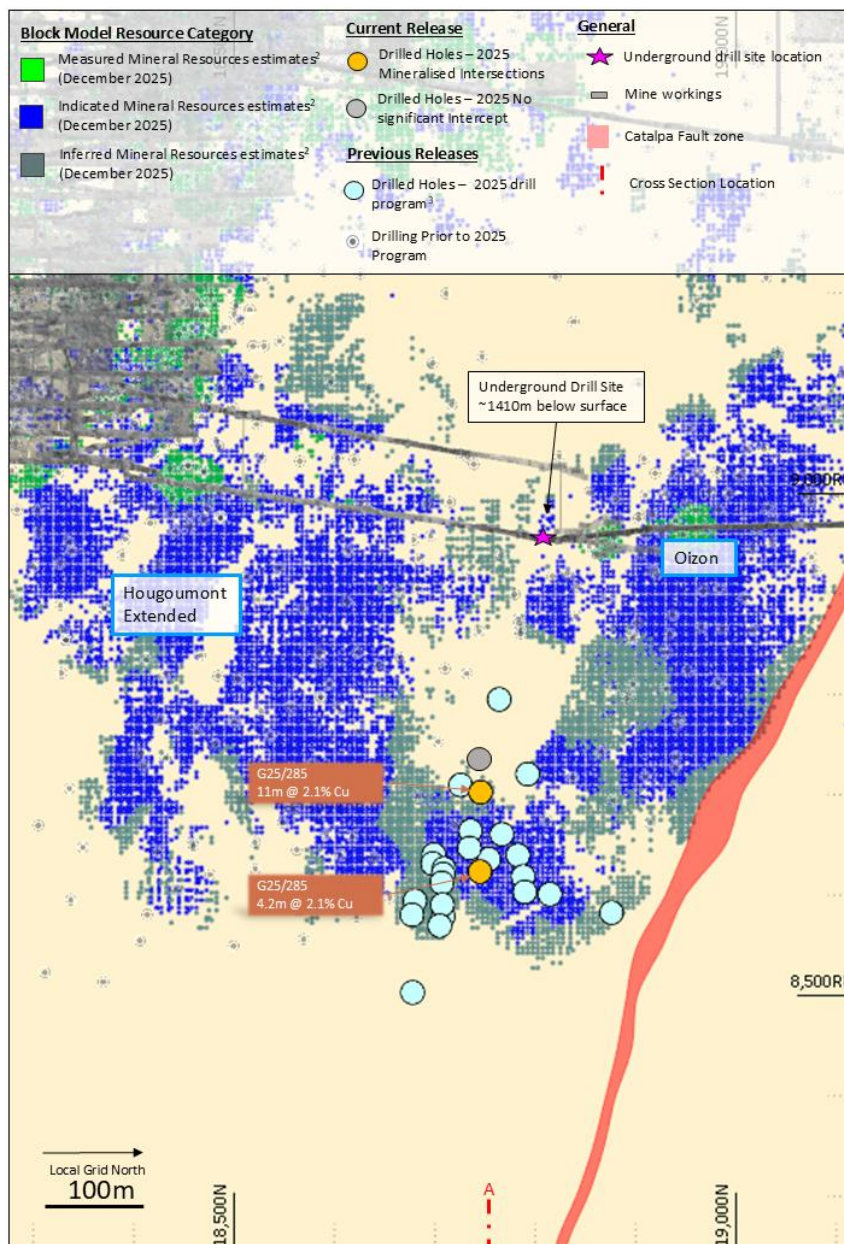 Block Model Resource Category
Measured Mineral Resources estimates²
(December 2025)
Indicated Mineral Resources estimates²
(December 2025)
Inferred Mineral Resources estimates²
(December 2025)
Current Release
Drilled Holes – 2025
Mineralised Intersections
Drilled Holes – 2025 No
significant Intercept
Previous Releases
Drilled Holes – 2025 drill
program³
Drilling Prior to 2025
Program
General
Underground drill site location
Mine workings
Catalpa Fault zone
Cross Section Location
Underground Drill Site
~1410m below surface
9,000R
Oizon
Hougoumont
Extended
G25/285
11m @ 2.1% Cu
G25/285
4.2m @ 2.1% Cu
8,500R
Local Grid North
100m
18,500N
A
19,000N